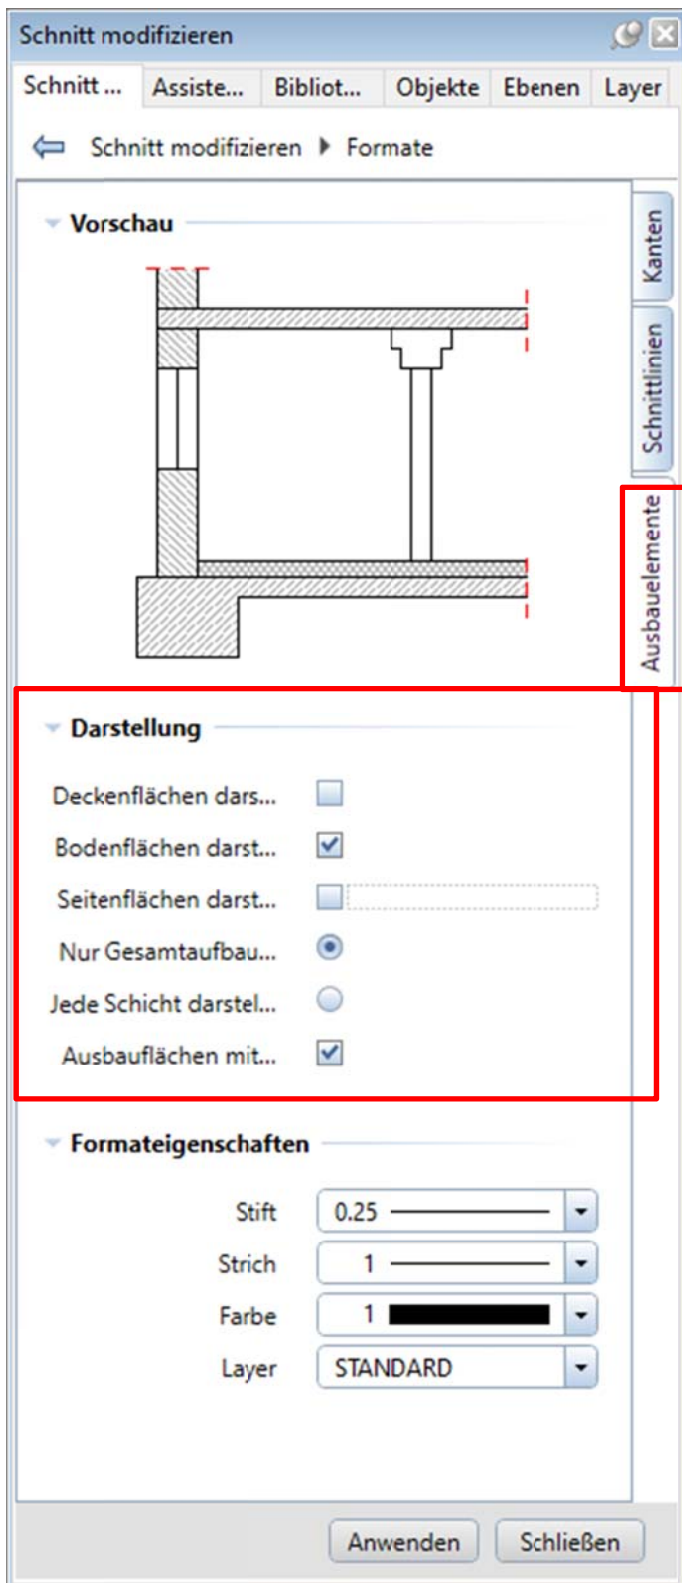 Schnitt modifizieren
Schnitt ... Assiste... Bibliot... Objekte Ebenen Layer
Schnitt modifizieren Formate
Vorschau
Kanten
Schnittlinien
Ausbauelemente
Darstellung
Deckenflächen dars...
Bodenflächen darst...
Seitenflächen darst...
Nur Gesamtaufbau...
Jede Schicht darstel...
Ausbauflächen mit...
Formateigenschaften
Stift 0.25
Strich 1
Farbe 1
Layer STANDARD
Anwenden Schließen